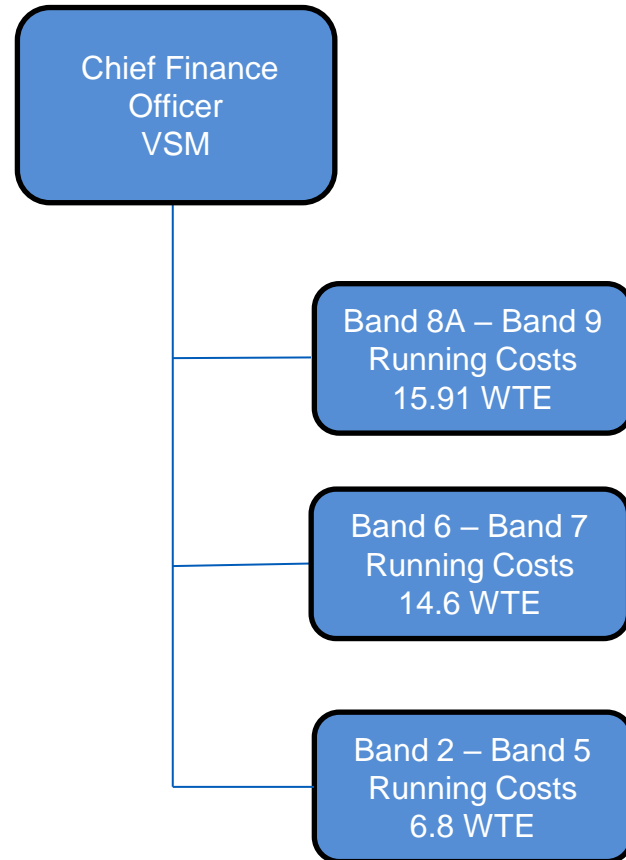 Chief Finance
Officer
VSM
Band 8A – Band 9
Running Costs
15.91 WTE
Band 6 – Band 7
Running Costs
14.6 WTE
Band 2 – Band 5
Running Costs
6.8 WTE